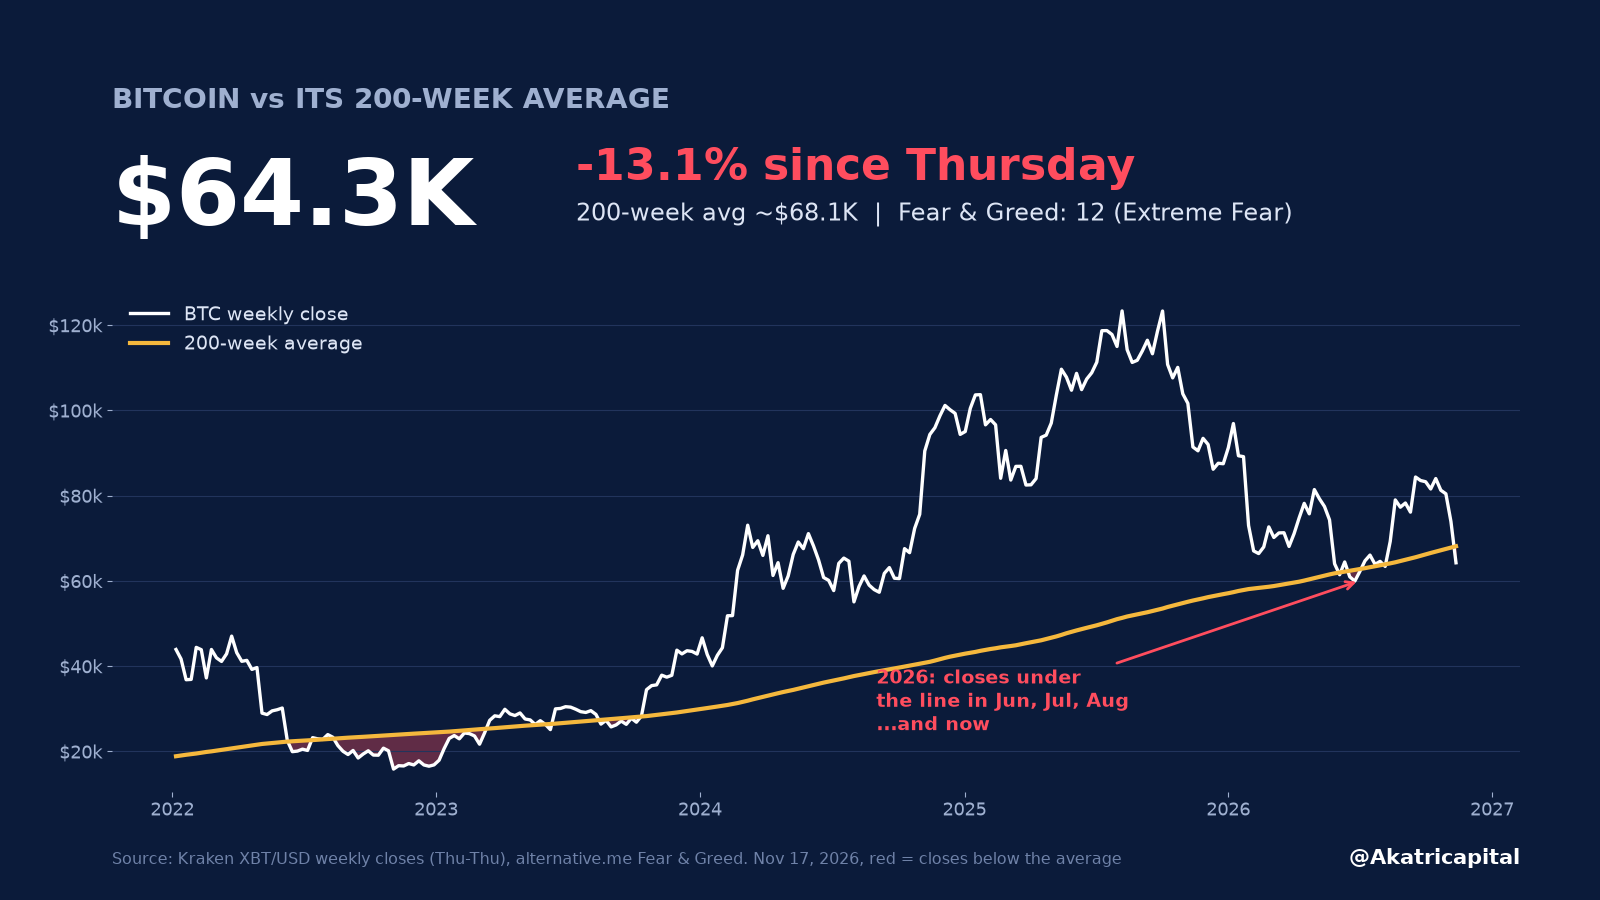 BITCOIN vs ITS 200-WEEK AVERAGE
$64.3K
-13.1% since Thursday
200-week avg ~$68.1K | Fear & Greed: 12 (Extreme Fear)
BTC weekly close
200-week average
$120k
$100k
$80k
$60k
$40k
$20k
2026: closes under
the line in Jun, Jul, Aug
...and now
2022 2023 2024 2025 2026 2027
Source: Kraken XBT/USD weekly closes (Thu-Thu), alternative.me Fear & Greed. Nov 17, 2026, red = closes below the average
@Akatricapital